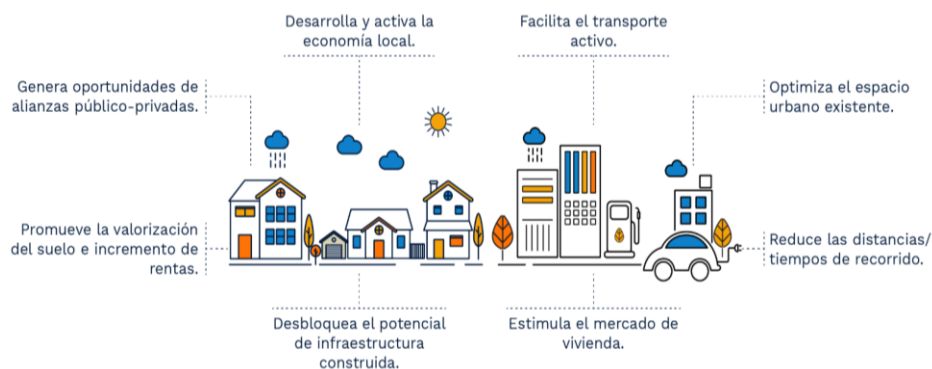 Desarrolla y activa la
economía local.
Facilita el transporte
activo.
Genera oportunidades de
alianzas público-privadas.
Optimiza el espacio
urbano existente.
Promueve la valorización
del suelo e incremento de
rentas.
Reduce las distancias/
tiempos de recorrido.
Desbloquea el potencial
de infraestructura
construida.
Estimula el mercado de
vivienda.